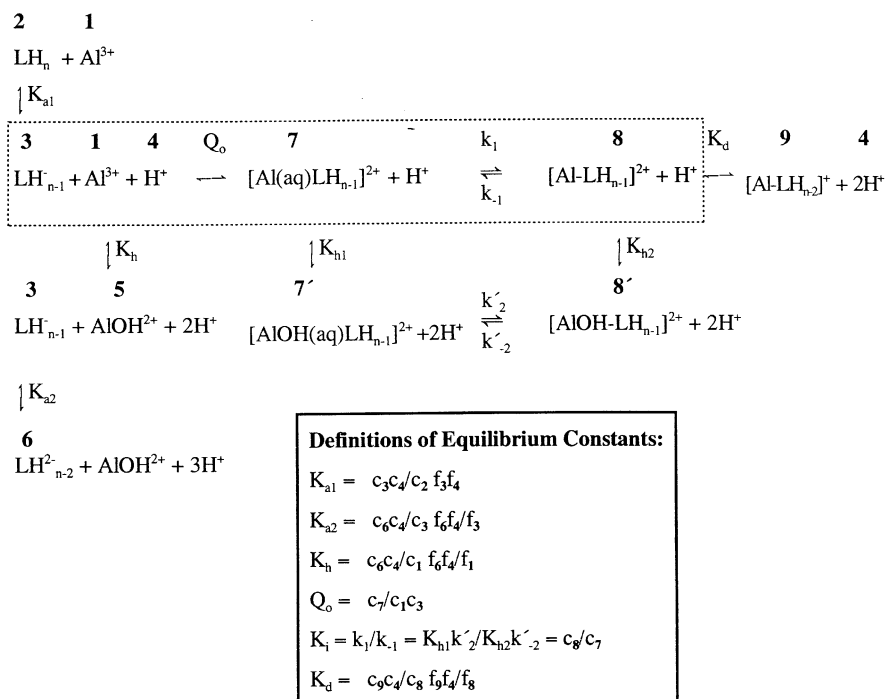 2 1
LHₙ + Al³⁺
Kₐ₁
3 1 4 Qₒ 7 k₁ 8 K_d 9 4
LH⁻ₙ₋₁ + Al³⁺ + H⁺ ⇀ [Al(aq)LHₙ₋₁]²⁺ + H⁺ ⇌ [Al-LHₙ₋₁]²⁺ + H⁺ ⇀ [Al-LHₙ₋₂]⁺ + 2H⁺
k₋₁
Kₕ Kₕ₁ Kₕ₂
3 5 7´ k´₂ 8´
LH⁻ₙ₋₁ + AlOH²⁺ + 2H⁺ [AlOH(aq)LHₙ₋₁]²⁺ +2H⁺ ⇌ [AlOH-LHₙ₋₁]²⁺ + 2H⁺
k´₋₂
Kₐ₂
6
LH²⁻ₙ₋₂ + AlOH²⁺ + 3H⁺
Definitions of Equilibrium Constants:
Kₐ₁ = c₃c₄/c₂ f₃f₄
Kₐ₂ = c₆c₄/c₃ f₆f₄/f₃
Kₕ = c₆c₄/c₁ f₆f₄/f₁
Qₒ = c₇/c₁c₃
Kᵢ = k₁/k₋₁ = Kₕ₁k´₂/Kₕ₂k´₋₂ = c₈/c₇
K_d = c₉c₄/c₈ f₉f₄/f₈